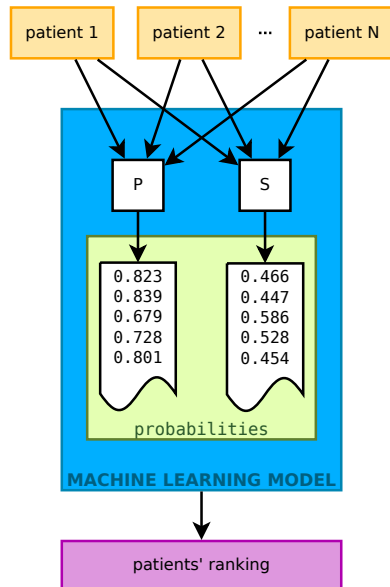 patient 1
patient 2
...
patient N
P
S
0.823
0.839
0.679
0.728
0.801
0.466
0.447
0.586
0.528
0.454
probabilities
MACHINE LEARNING MODEL
patients' ranking